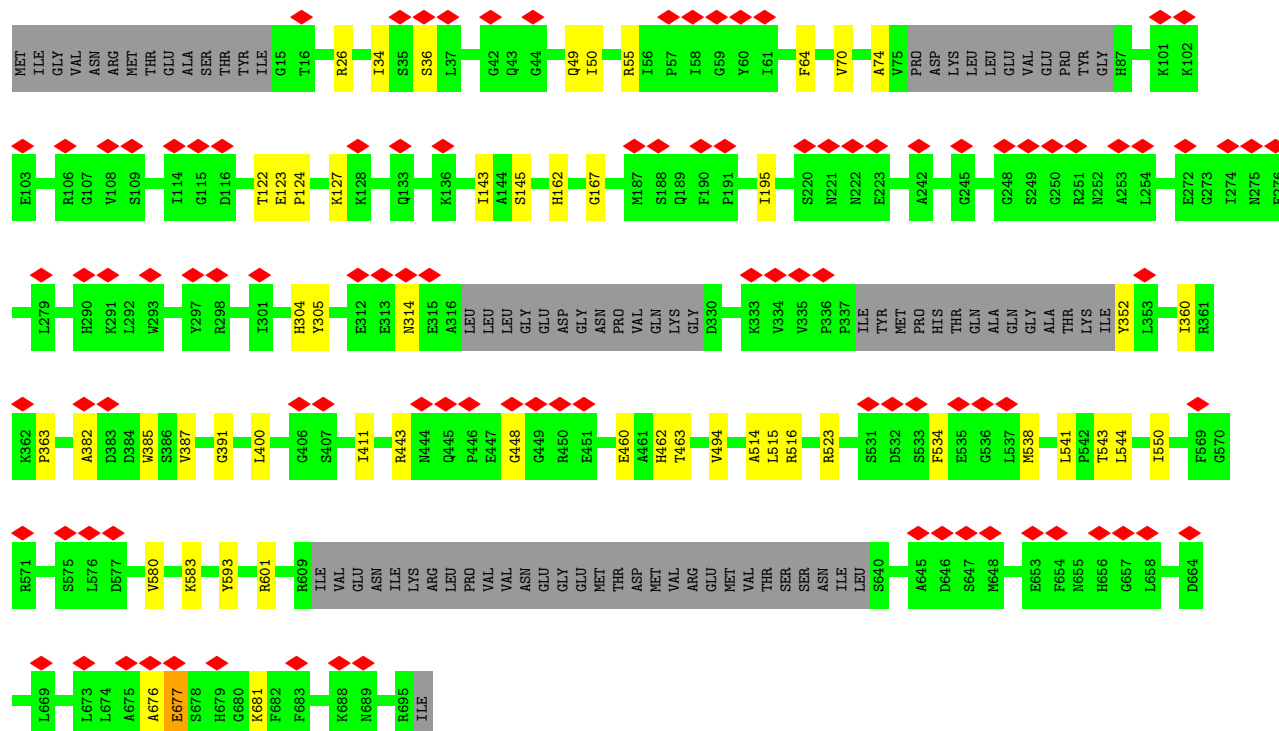 MET ILE GLY VAL ASN ARG MET THR GLU ALA SER THR TYR ILE G15 T16 R26 I34 S35 S36 L37 G42 Q43 G44 Q49 I50 R55 I56 P57 I58 G59 Y60 I61 F64 V70 A74 V75 PRO ASP LYS LEU LEU GLU VAL GLU PRO TYR GLY H87 K101 K102
E103 R106 G107 V108 S109 I114 G115 D116 T122 E123 P124 K127 K128 Q133 K136 I143 A144 S145 H162 G167 M187 S188 Q189 F190 P191 I195 S220 N221 N222 E223 A242 G245 G248 S249 G250 R251 N252 A253 L254 E272 G273 I274 N275 E276
L279 H290 K291 L292 W293 Y297 R298 I301 H304 Y305 E312 E313 N314 E315 A316 LEU LEU LEU GLY GLU ASP GLY ASN PRO VAL GLN LYS GLY D330 K333 V334 V335 P336 P337 ILE TYR MET PRO HIS THR GLN ALA GLN GLY ALA THR LYS ILE Y352 L353 I360 R361
K362 P363 A382 D383 D384 W385 S386 V387 G391 L400 G406 S407 I411 R443 N444 Q445 P446 E447 G448 G449 R450 E451 E460 A461 H462 T463 V494 A514 L515 R516 R523 S531 D532 S533 F534 E535 G536 L537 M538 L541 P542 T543 L544 I550 F569 G570
R571 S575 L576 D577 V580 K583 Y593 R601 R609 ILE VAL GLU ASN ILE LYS ARG LEU PRO VAL VAL ASN GLU GLY GLU MET THR ASP MET VAL ARG GLU MET VAL THR SER SER ASN ILE LEU S640 A645 D646 S647 M648 E653 F654 N655 H656 G657 L658 D664
L669 L673 L674 A675 A676 E677 S678 H679 G680 K681 F682 F683 K688 N689 R695 ILE